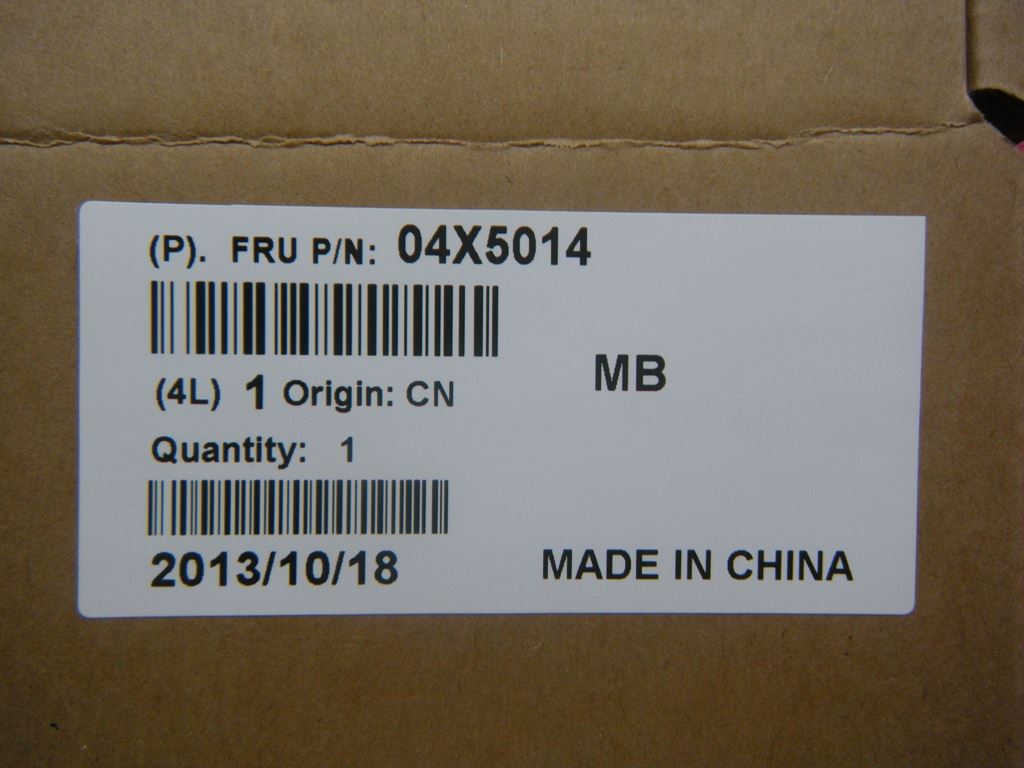 (P). FRU P/N: 04X5014
(4L) 1 Origin: CN
MB
Quantity: 1
2013/10/18
MADE IN CHINA